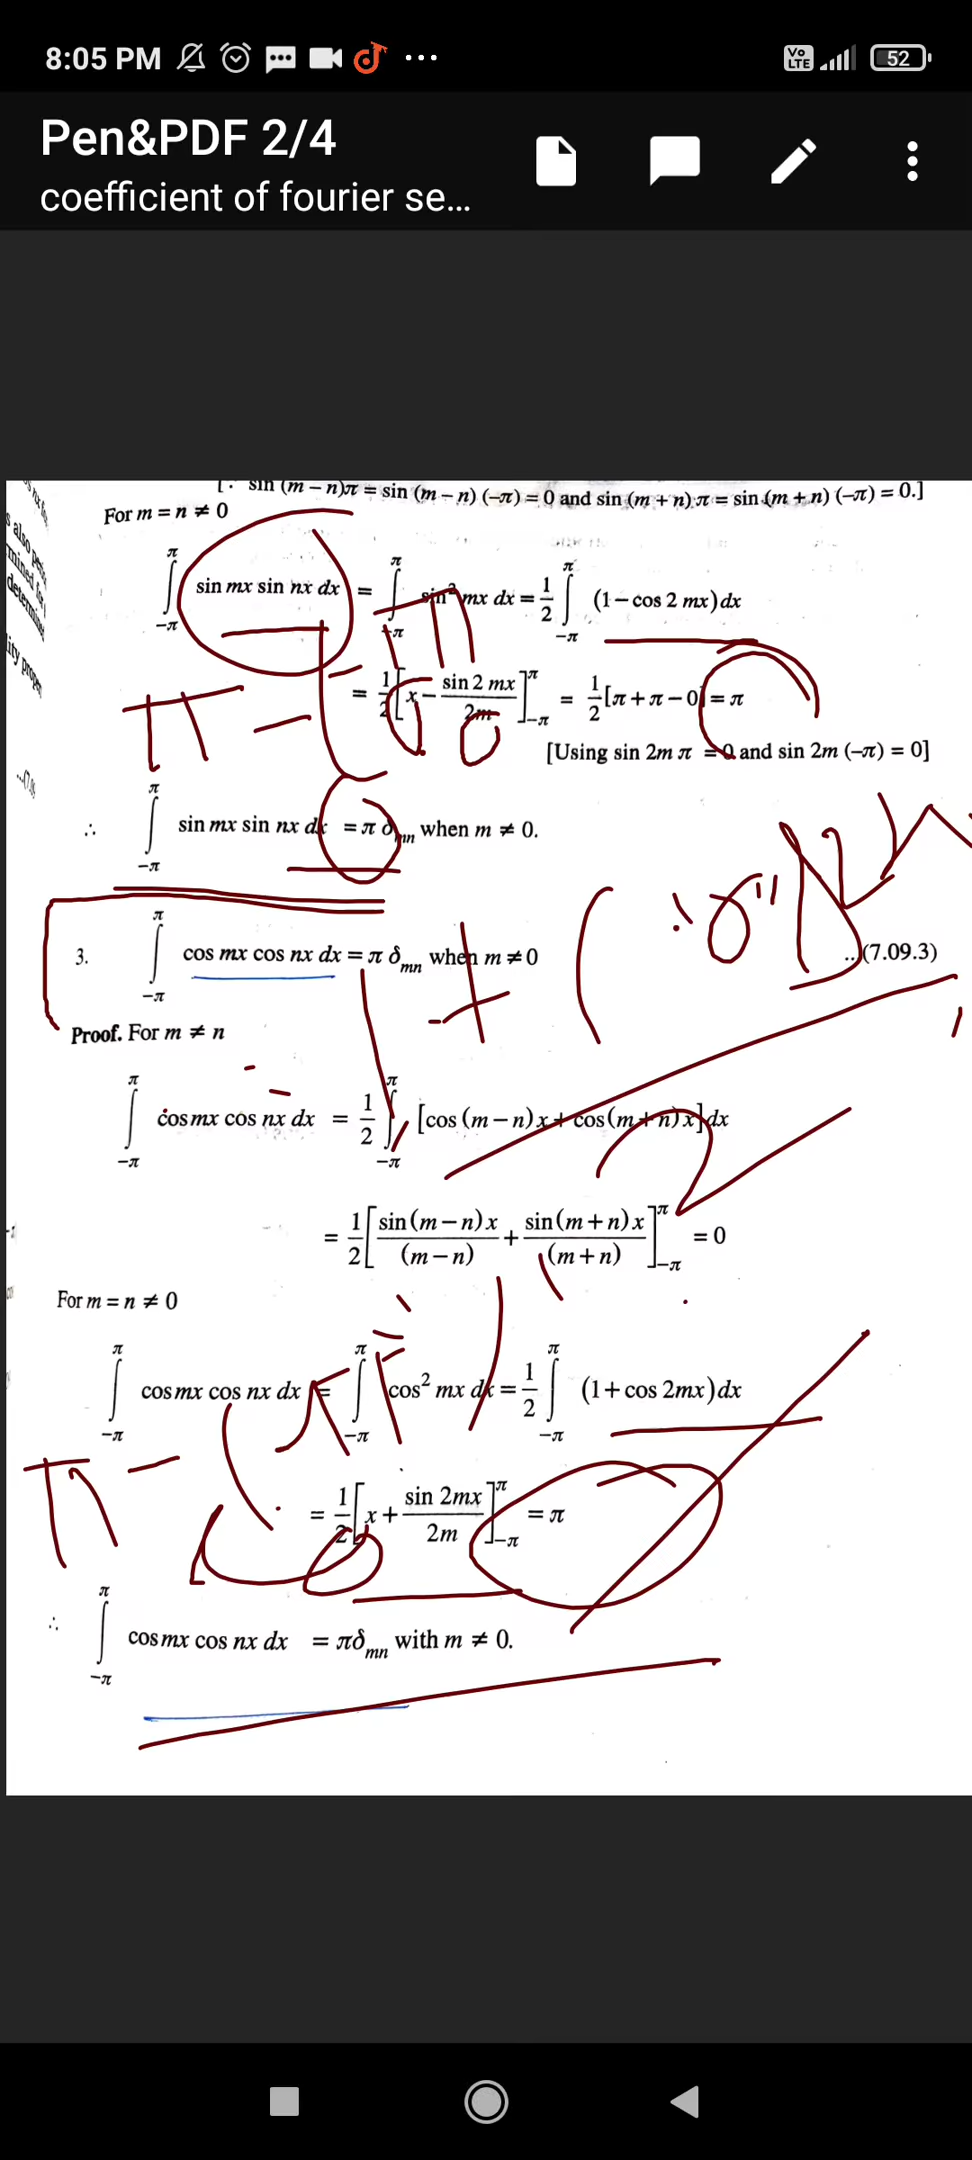 8:05 PM ... Vo LTE 52
Pen&PDF 2/4
coefficient of fourier se...
[∵ sin (m − n)π = sin (m − n) (−π) = 0 and sin (m + n) π = sin (m + n) (−π) = 0.]
For m = n ≠ 0
∫_{−π}^{π} sin mx sin nx dx = ∫_{−π}^{π} sin² mx dx = 1/2 ∫_{−π}^{π} (1 − cos 2 mx) dx
= 1/2 [x − sin 2 mx / 2m]_{−π}^{π} = 1/2 [π + π − 0] = π
[Using sin 2m π = 0 and sin 2m (−π) = 0]
∴ ∫_{−π}^{π} sin mx sin nx dx = π δ_{mn} when m ≠ 0.
3. ∫_{−π}^{π} cos mx cos nx dx = π δ_{mn} when m ≠ 0 ...(7.09.3)
Proof. For m ≠ n
∫_{−π}^{π} cos mx cos nx dx = 1/2 ∫_{−π}^{π} [cos (m − n) x + cos (m + n) x] dx
= 1/2 [sin (m − n) x / (m − n) + sin (m + n) x / (m + n)]_{−π}^{π} = 0
For m = n ≠ 0
∫_{−π}^{π} cos mx cos nx dx = ∫_{−π}^{π} cos² mx dx = 1/2 ∫_{−π}^{π} (1 + cos 2mx) dx
= 1/2 [x + sin 2mx / 2m]_{−π}^{π} = π
∴ ∫_{−π}^{π} cos mx cos nx dx = πδ_{mn} with m ≠ 0.